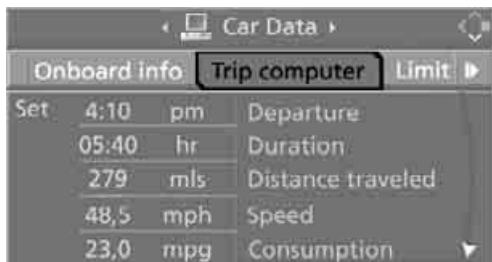 Car Data
Onboard info Trip computer Limit
Set 4:10 pm Departure
05:40 hr Duration
279 mls Distance traveled
48,5 mph Speed
23,0 mpg Consumption